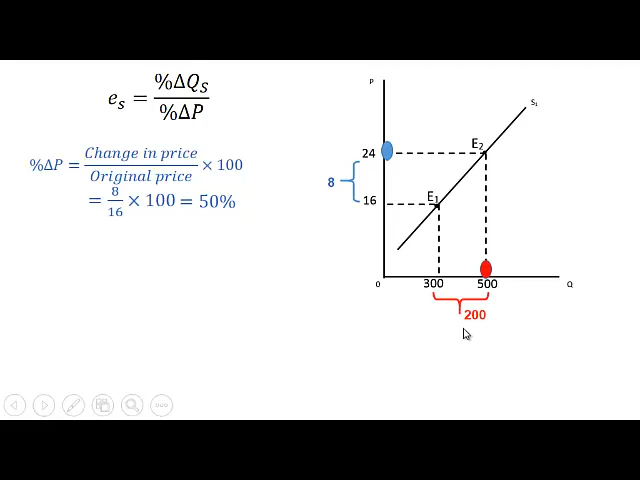 e_s = %ΔQ_S / %ΔP
%ΔP = Change in price / Original price × 100
= 8 / 16 × 100 = 50%
P
S₁
E₂
24
8
16
E₁
0
300
500
Q
200